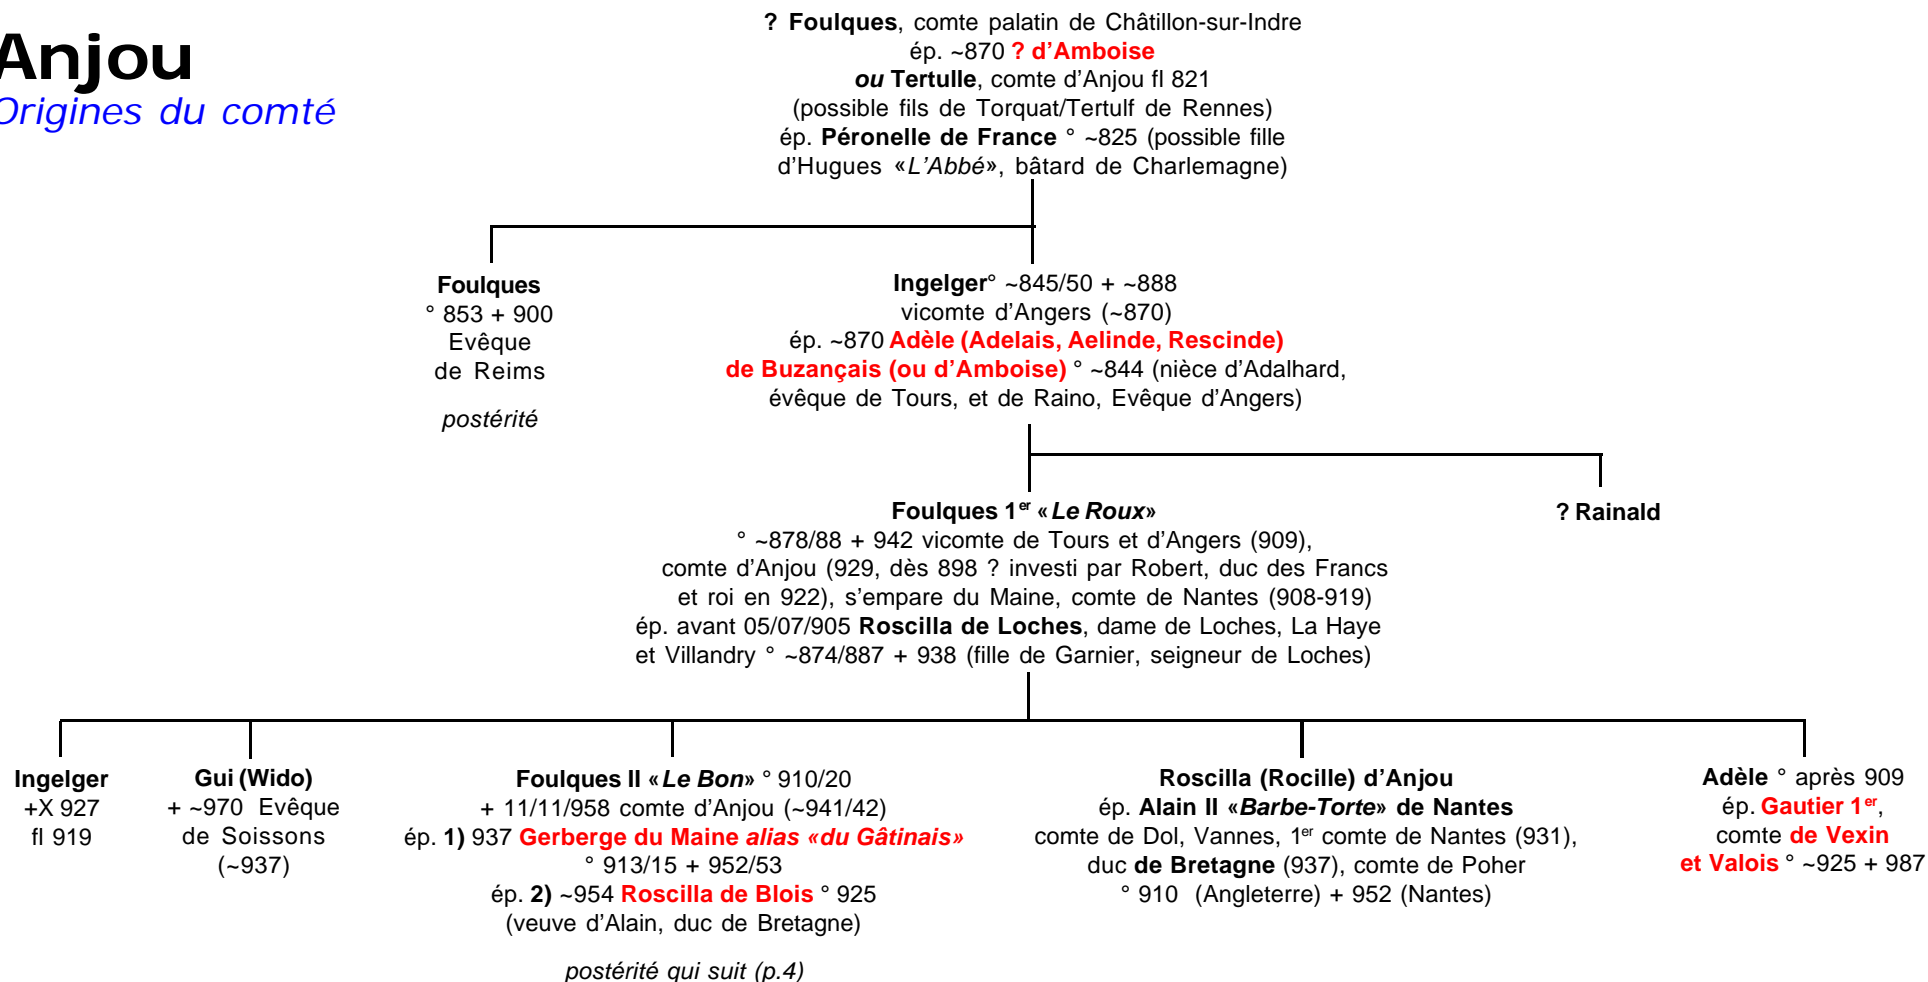 Anjou
Origines du comté
? Foulques, comte palatin de Châtillon-sur-Indre
ép. ~870 ? d'Amboise
ou Tertulle, comte d'Anjou fl 821
(possible fils de Torquat/Tertulf de Rennes)
ép. Péronelle de France ° ~825 (possible fille
d'Hugues «L'Abbé», bâtard de Charlemagne)
Foulques
° 853 + 900
Evêque
de Reims
postérité
Ingelger° ~845/50 + ~888
vicomte d'Angers (~870)
ép. ~870 Adèle (Adelais, Aelinde, Rescinde)
de Buzançais (ou d'Amboise) ° ~844 (nièce d'Adalhard,
évêque de Tours, et de Raino, Evêque d'Angers)
Foulques 1er «Le Roux»
° ~878/88 + 942 vicomte de Tours et d'Angers (909),
comte d'Anjou (929, dès 898 ? investi par Robert, duc des Francs
et roi en 922), s'empare du Maine, comte de Nantes (908-919)
ép. avant 05/07/905 Roscilla de Loches, dame de Loches, La Haye
et Villandry ° ~874/887 + 938 (fille de Garnier, seigneur de Loches)
? Rainald
Ingelger
+X 927
fl 919
Gui (Wido)
+ ~970 Evêque
de Soissons
(~937)
Foulques II «Le Bon» ° 910/20
+ 11/11/958 comte d'Anjou (~941/42)
ép. 1) 937 Gerberge du Maine alias «du Gâtinais»
° 913/15 + 952/53
ép. 2) ~954 Roscilla de Blois ° 925
(veuve d'Alain, duc de Bretagne)
postérité qui suit (p.4)
Roscilla (Rocille) d'Anjou
ép. Alain II «Barbe-Torte» de Nantes
comte de Dol, Vannes, 1er comte de Nantes (931),
duc de Bretagne (937), comte de Poher
° 910 (Angleterre) + 952 (Nantes)
Adèle ° après 909
ép. Gautier 1er,
comte de Vexin
et Valois ° ~925 + 987